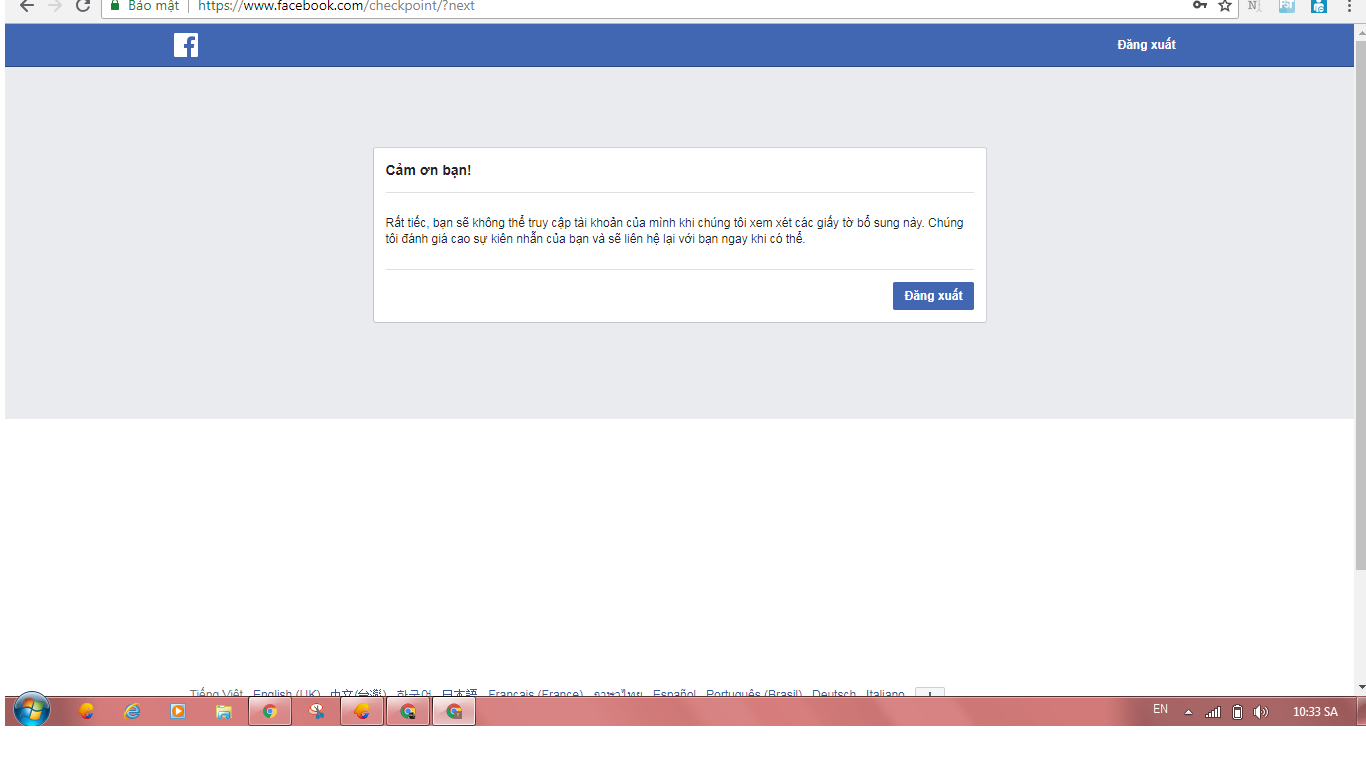 Bảo mật
https://www.facebook.com/checkpoint/?next
Đăng xuất
Cảm ơn bạn!
Rất tiếc, bạn sẽ không thể truy cập tài khoản của mình khi chúng tôi xem xét các giấy tờ bổ sung này. Chúng
tôi đánh giá cao sự kiên nhẫn của bạn và sẽ liên hệ lại với bạn ngay khi có thể.
Đăng xuất
Tiếng Việt English (UK) 中文(台灣) 한국어 日本語 Français (France) ภาษาไทย Español Português (Brasil) Deutsch Italiano
EN
10:33 SA